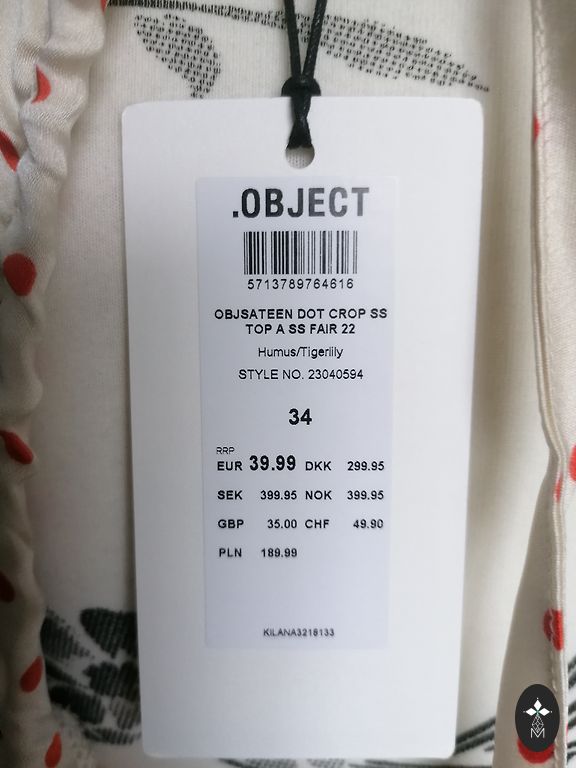 .OBJECT
5713789764616
OBJSATEEN DOT CROP SS
TOP A SS FAIR 22
Humus/Tigerlily
STYLE NO. 23040594
34
RRP
EUR 39.99 DKK 299.95
SEK 399.95 NOK 399.95
GBP 35.00 CHF 49.90
PLN 189.99
KILANA3218133
M